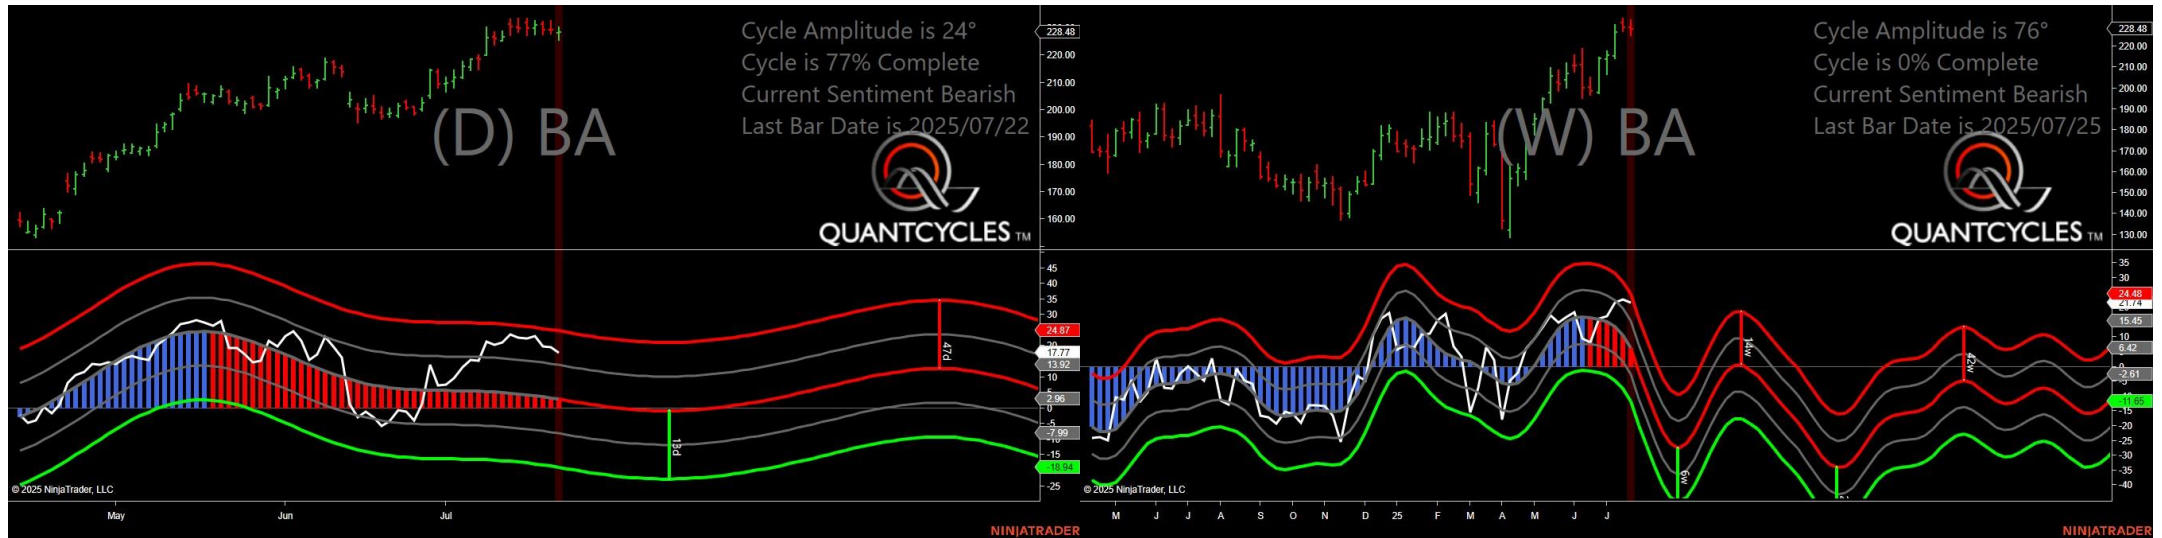 Cycle Amplitude is 24°
Cycle is 77% Complete
Current Sentiment Bearish
Last Bar Date is 2025/07/22
(D) BA
QUANTCYCLES TM
228.48
220.00
210.00
200.00
190.00
180.00
170.00
160.00
45
40
35
30
24.87
17.77
13.92
10
2.96
0
-5
-7.99
-15
-18.94
-25
47d
13d
© 2025 NinjaTrader, LLC
May Jun Jul
NINJATRADER
Cycle Amplitude is 76°
Cycle is 0% Complete
Current Sentiment Bearish
Last Bar Date is 2025/07/25
(W) BA
QUANTCYCLES TM
228.48
220.00
210.00
200.00
190.00
180.00
170.00
160.00
150.00
140.00
130.00
35
30
24.48
21.74
15.45
10
6.42
-2.61
-11.65
-15
-20
-25
-30
-35
-40
14w
42w
6w
© 2025 NinjaTrader, LLC
M J J A S O N D 25 F M A M J J
NINJATRADER